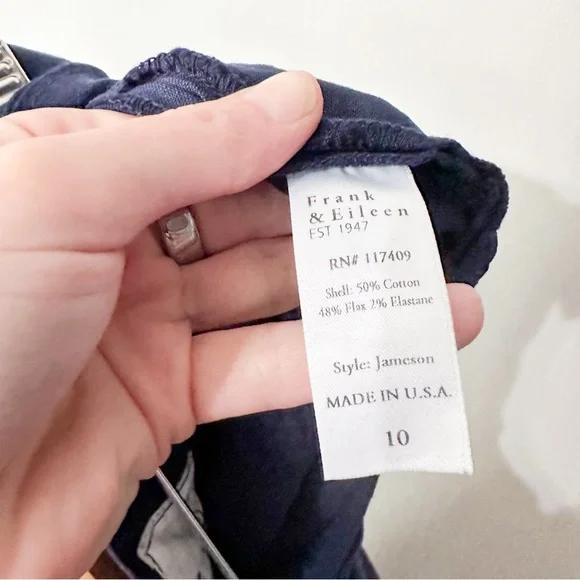 Frank
& Eileen
EST 1947
RN# 117409
Shell: 50% Cotton
48% Flax 2% Elastane
Style: Jameson
MADE IN U.S.A.
10